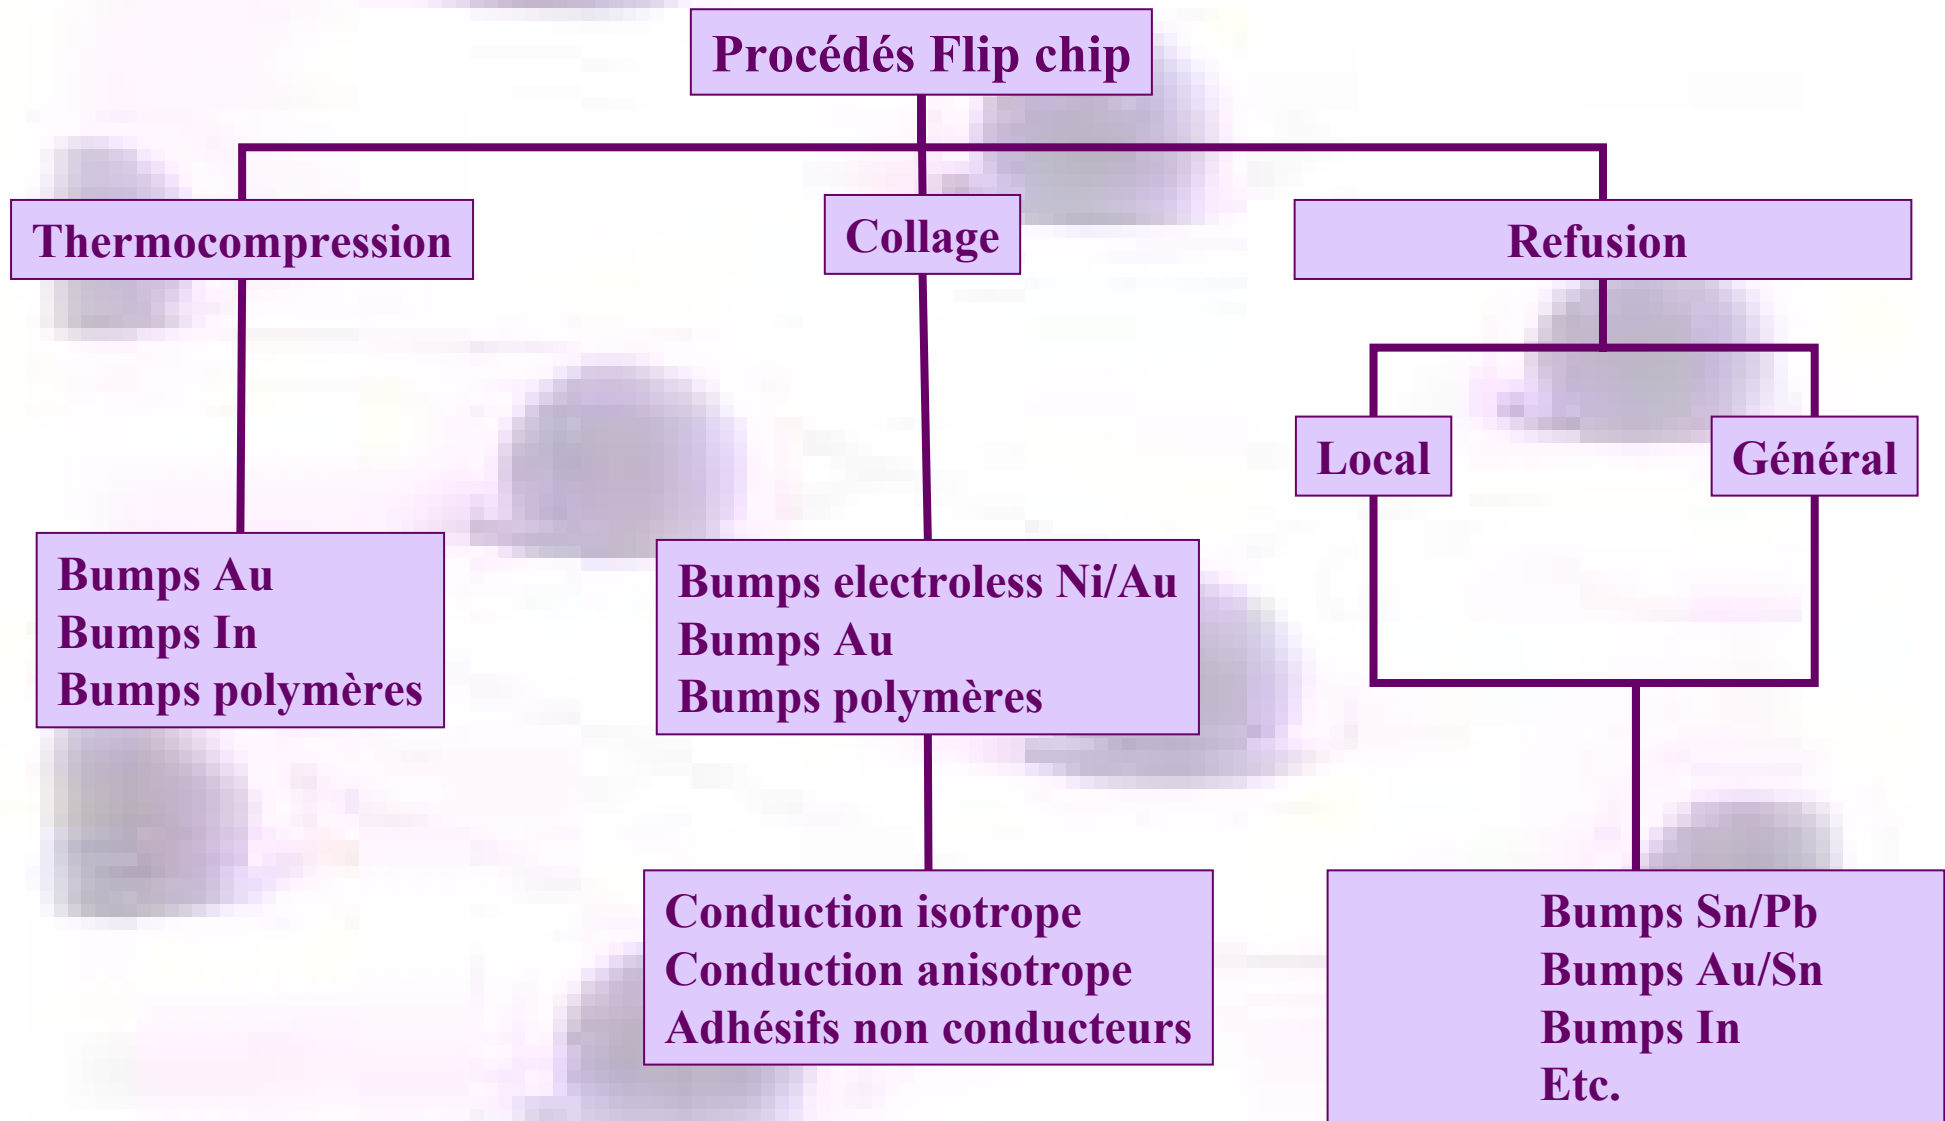 Procédés Flip chip
Thermocompression
Collage
Refusion
Local
Général
Bumps Au
Bumps In
Bumps polymères
Bumps electroless Ni/Au
Bumps Au
Bumps polymères
Conduction isotrope
Conduction anisotrope
Adhésifs non conducteurs
Bumps Sn/Pb
Bumps Au/Sn
Bumps In
Etc.